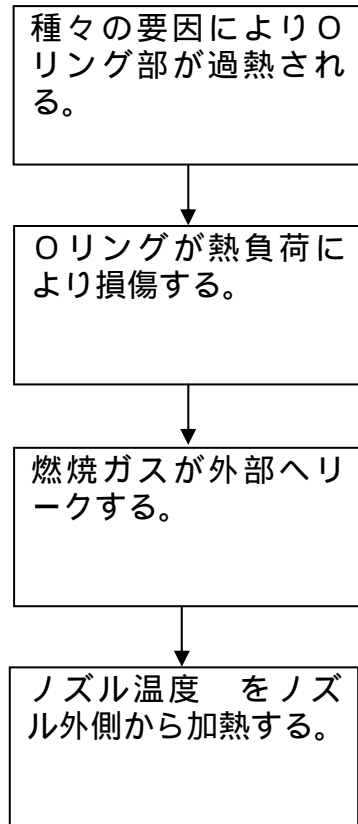 種々の要因によりO
リング部が過熱され
る。
Oリングが熱負荷に
より損傷する。
燃焼ガスが外部へリ
ークする。
ノズル温度　をノズ
ル外側から加熱する。